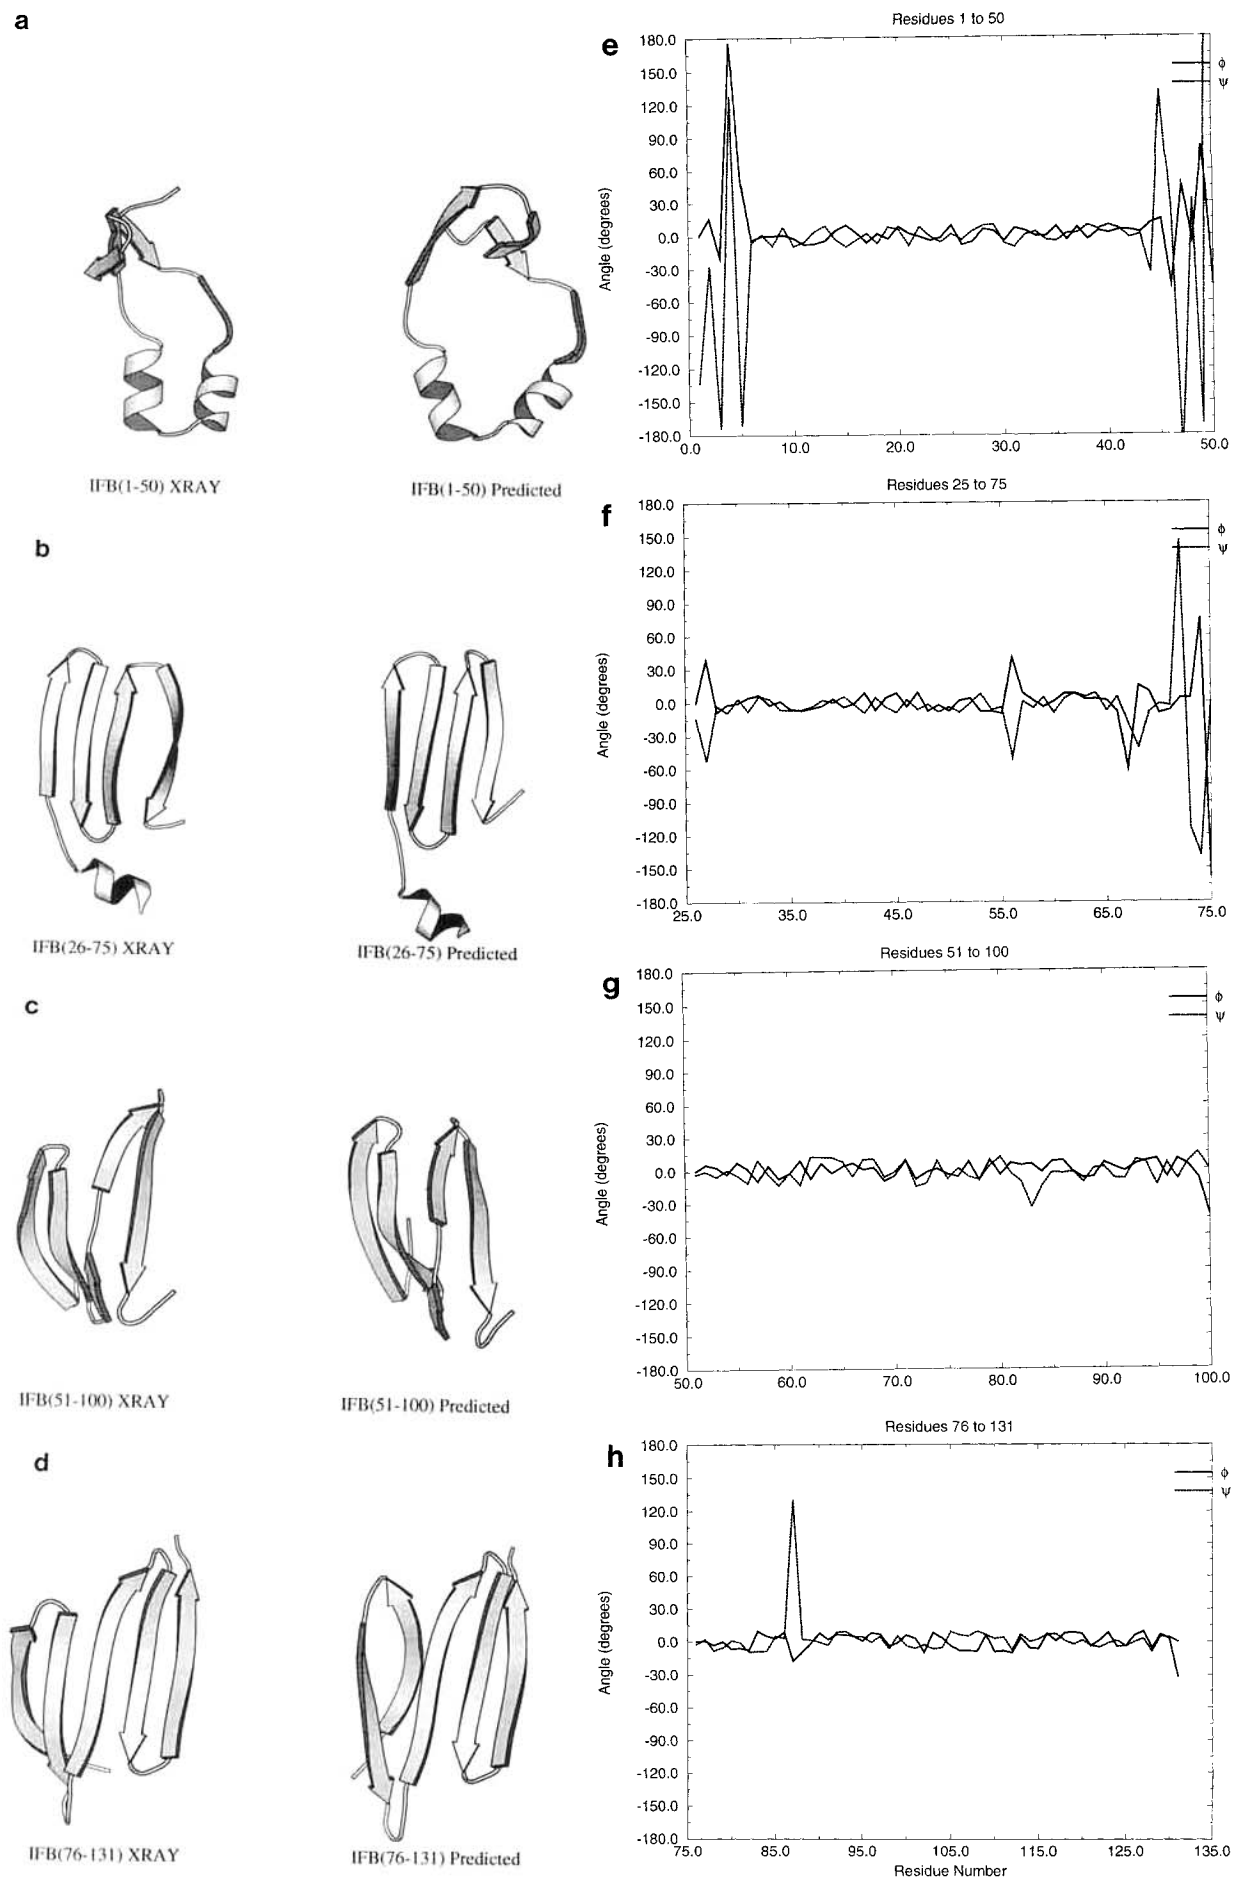 a
IFB(1-50) XRAY
IFB(1-50) Predicted
b
IFB(26-75) XRAY
IFB(26-75) Predicted
c
IFB(51-100) XRAY
IFB(51-100) Predicted
d
IFB(76-131) XRAY
IFB(76-131) Predicted
e
Residues 1 to 50
180.0
150.0
120.0
90.0
60.0
30.0
0.0
-30.0
-60.0
-90.0
-120.0
-150.0
-180.0
Angle (degrees)
ϕ
ψ
0.0 10.0 20.0 30.0 40.0 50.0
f
Residues 25 to 75
180.0
150.0
120.0
90.0
60.0
30.0
0.0
-30.0
-60.0
-90.0
-120.0
-150.0
-180.0
Angle (degrees)
ϕ
ψ
25.0 35.0 45.0 55.0 65.0 75.0
g
Residues 51 to 100
180.0
150.0
120.0
90.0
60.0
30.0
0.0
-30.0
-60.0
-90.0
-120.0
-150.0
-180.0
Angle (degrees)
ϕ
ψ
50.0 60.0 70.0 80.0 90.0 100.0
h
Residues 76 to 131
180.0
150.0
120.0
90.0
60.0
30.0
0.0
-30.0
-60.0
-90.0
-120.0
-150.0
-180.0
Angle (degrees)
ϕ
ψ
75.0 85.0 95.0 105.0 115.0 125.0 135.0
Residue Number